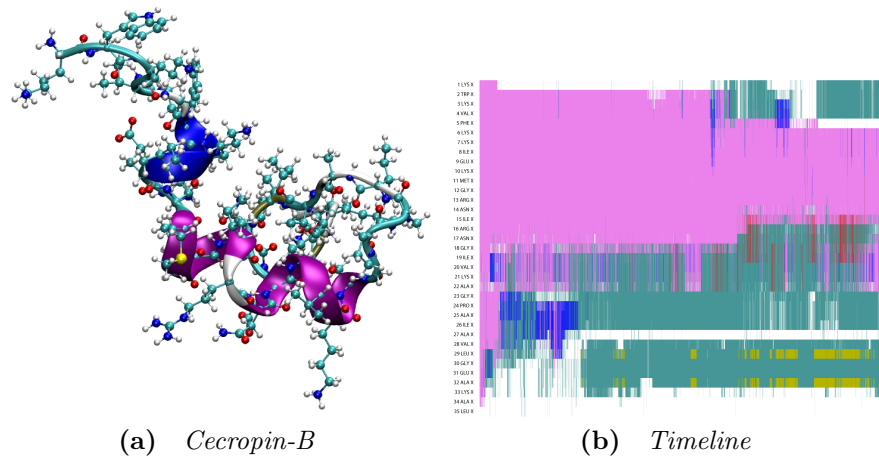 1 LYS X
2 TRP X
3 LYS X
4 VAL X
5 PHE X
6 LYS X
7 LYS X
8 ILE X
9 GLU X
10 LYS X
11 MET X
12 GLY X
13 ARG X
14 ASN X
15 ILE X
16 ARG X
17 ASN X
18 GLY X
19 ILE X
20 VAL X
21 LYS X
22 ALA X
23 GLY X
24 PRO X
25 ALA X
26 ILE X
27 ALA X
28 VAL X
29 LEU X
30 GLY X
31 GLU X
32 ALA X
33 LYS X
34 ALA X
35 LEU X
(a) Cecropin-B
(b) Timeline